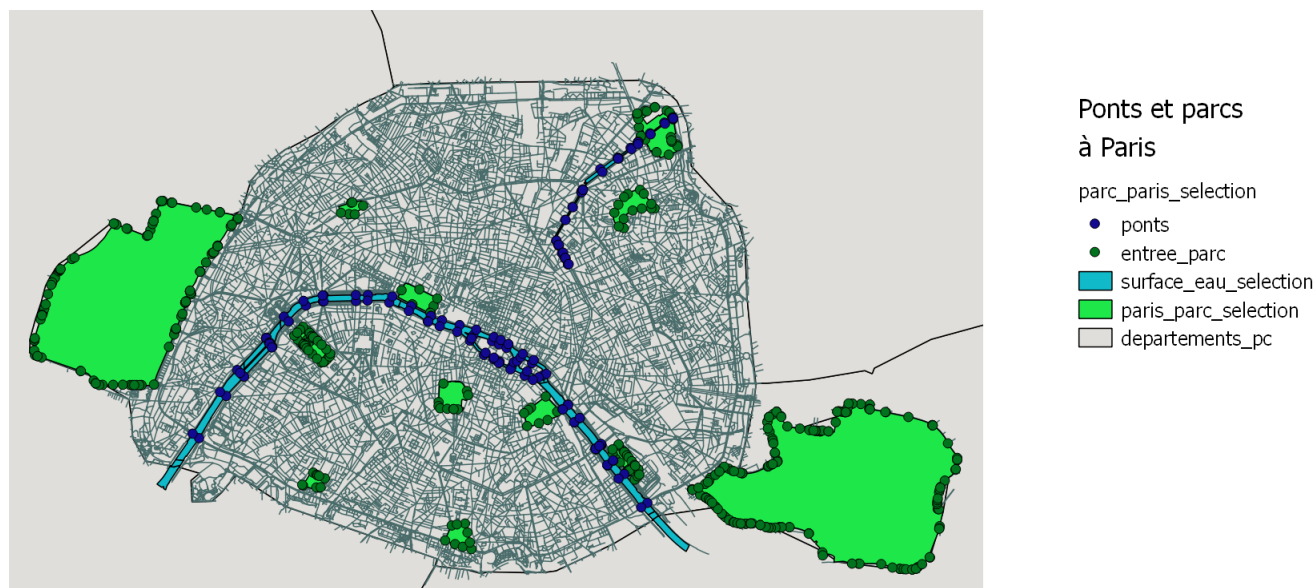 Ponts et parcs
à Paris
parc_paris_selection
ponts
entree_parc
surface_eau_selection
paris_parc_selection
departements_pc